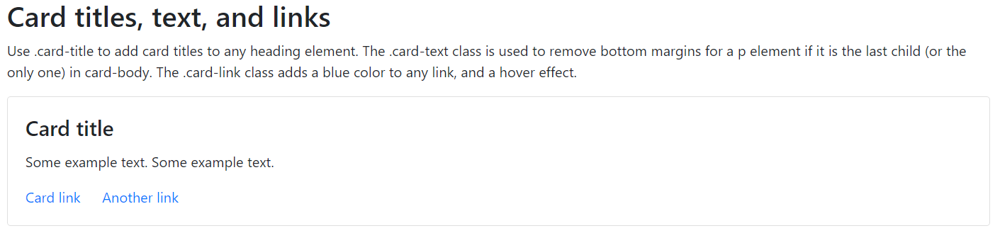 Card titles, text, and links
Use .card-title to add card titles to any heading element. The .card-text class is used to remove bottom margins for a p element if it is the last child (or the
only one) in card-body. The .card-link class adds a blue color to any link, and a hover effect.
Card title
Some example text. Some example text.
Card link Another link